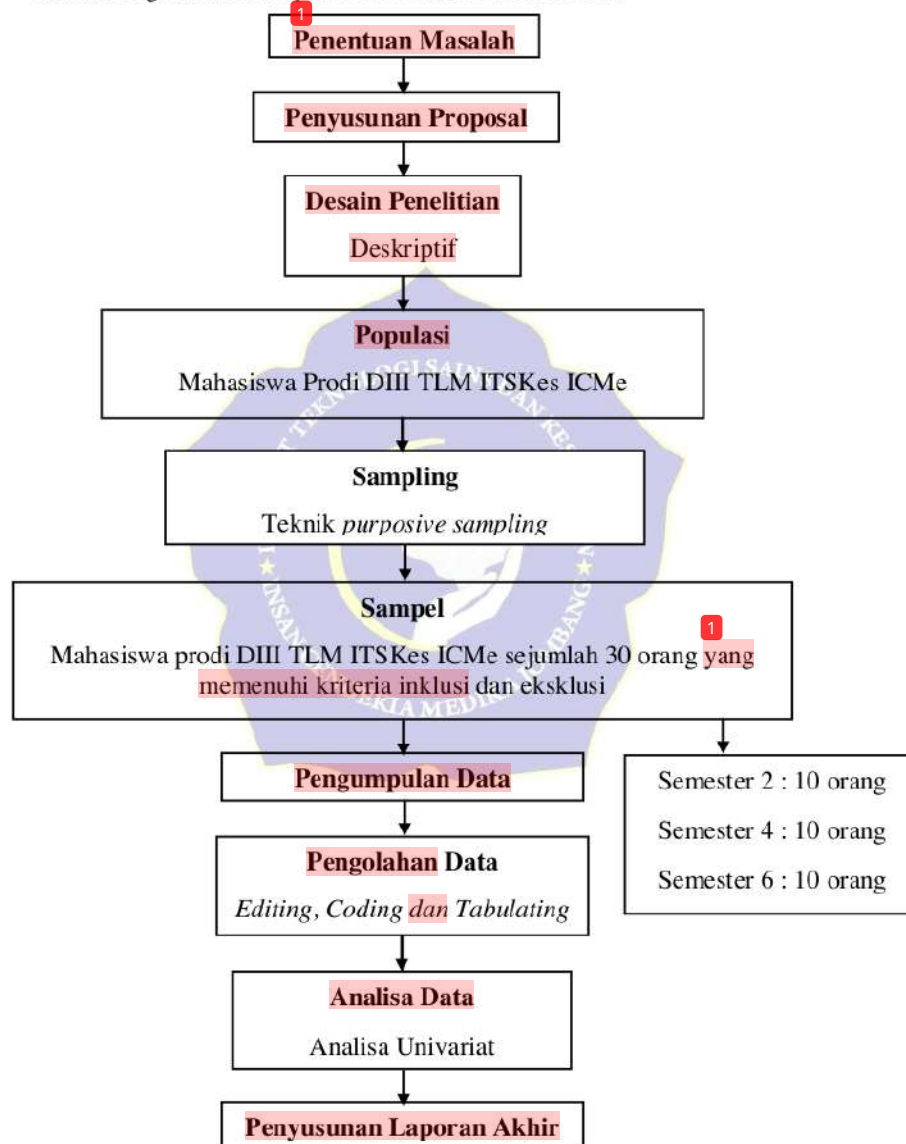 1
Penentuan Masalah
Penyusunan Proposal
Desain Penelitian
Deskriptif
Populasi
Mahasiswa Prodi DIII TLM ITSKes ICMe
Sampling
Teknik purposive sampling
Sampel
1
Mahasiswa prodi DIII TLM ITSKes ICMe sejumlah 30 orang yang
memenuhi kriteria inklusi dan eksklusi
Pengumpulan Data
Semester 2 : 10 orang
Semester 4 : 10 orang
Semester 6 : 10 orang
Pengolahan Data
Editing, Coding dan Tabulating
Analisa Data
Analisa Univariat
Penyusunan Laporan Akhir